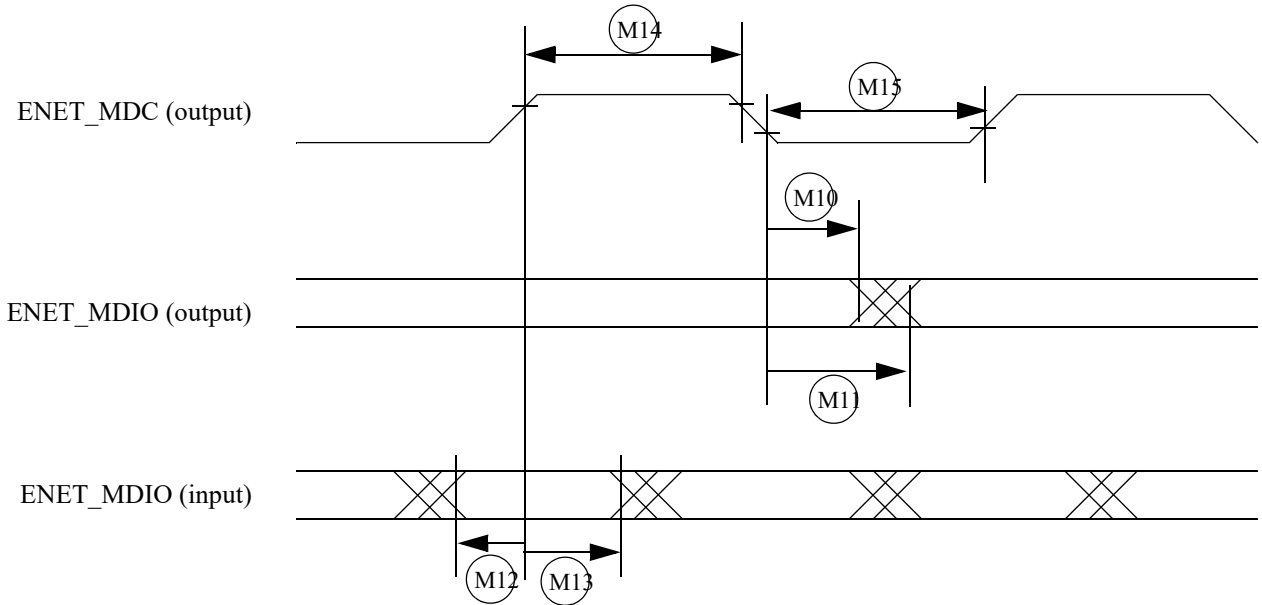 M14
M15
ENET_MDC (output)
M10
ENET_MDIO (output)
M11
ENET_MDIO (input)
M12
M13